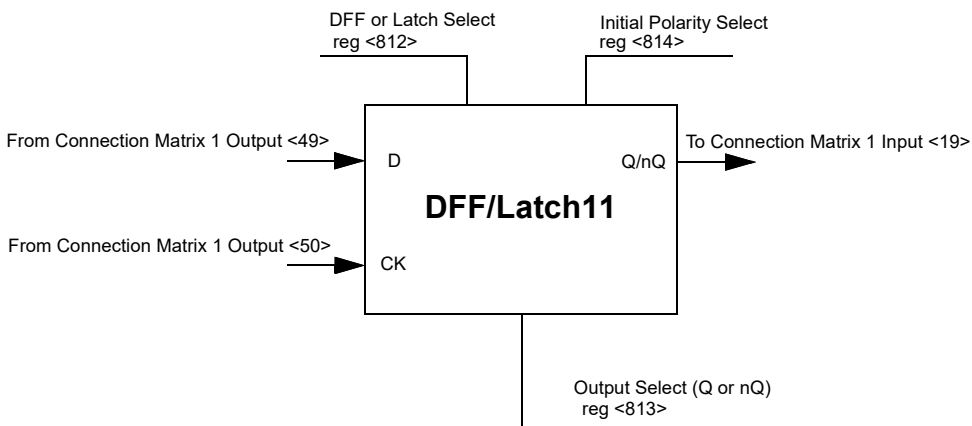 DFF or Latch Select
reg <812>
Initial Polarity Select
reg <814>
From Connection Matrix 1 Output <49>
To Connection Matrix 1 Input <19>
D
Q/nQ
DFF/Latch11
From Connection Matrix 1 Output <50>
CK
Output Select (Q or nQ)
reg <813>